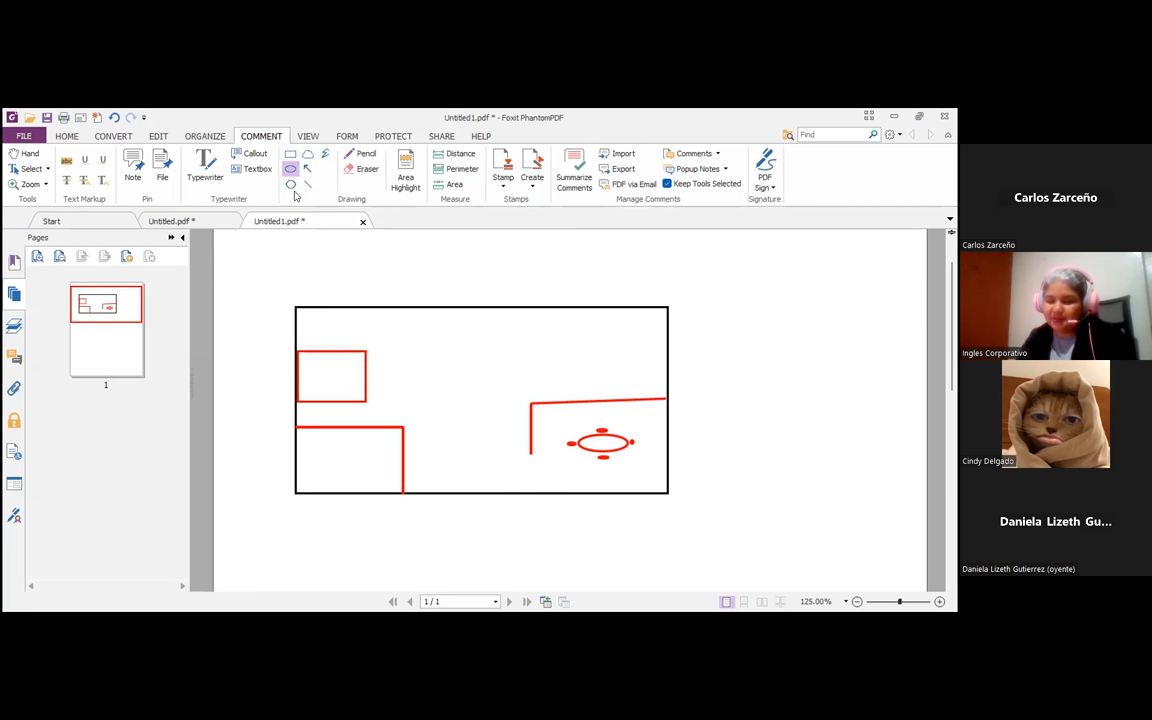 Untitled1.pdf * - Foxit PhantomPDF
FILE HOME CONVERT EDIT ORGANIZE COMMENT VIEW FORM PROTECT SHARE HELP
Find
Hand
Select
Zoom
Tools
Text Markup
Note
File
Pin
Typewriter
Callout
Textbox
Typewriter
Pencil
Eraser
Drawing
Area
Highlight
Distance
Perimeter
Area
Measure
Stamp
Create
Stamps
Summarize
Comments
Import
Export
FDF via Email
Comments
Popup Notes
Keep Tools Selected
Manage Comments
PDF
Sign
Signature
Start
Untitled.pdf *
Untitled1.pdf *
Pages
1
1 / 1
125.00%
Carlos Zarceño
Carlos Zarceño
Ingles Corporativo
Cindy Delgado
Daniela Lizeth Gu...
Daniela Lizeth Gutierrez (oyente)